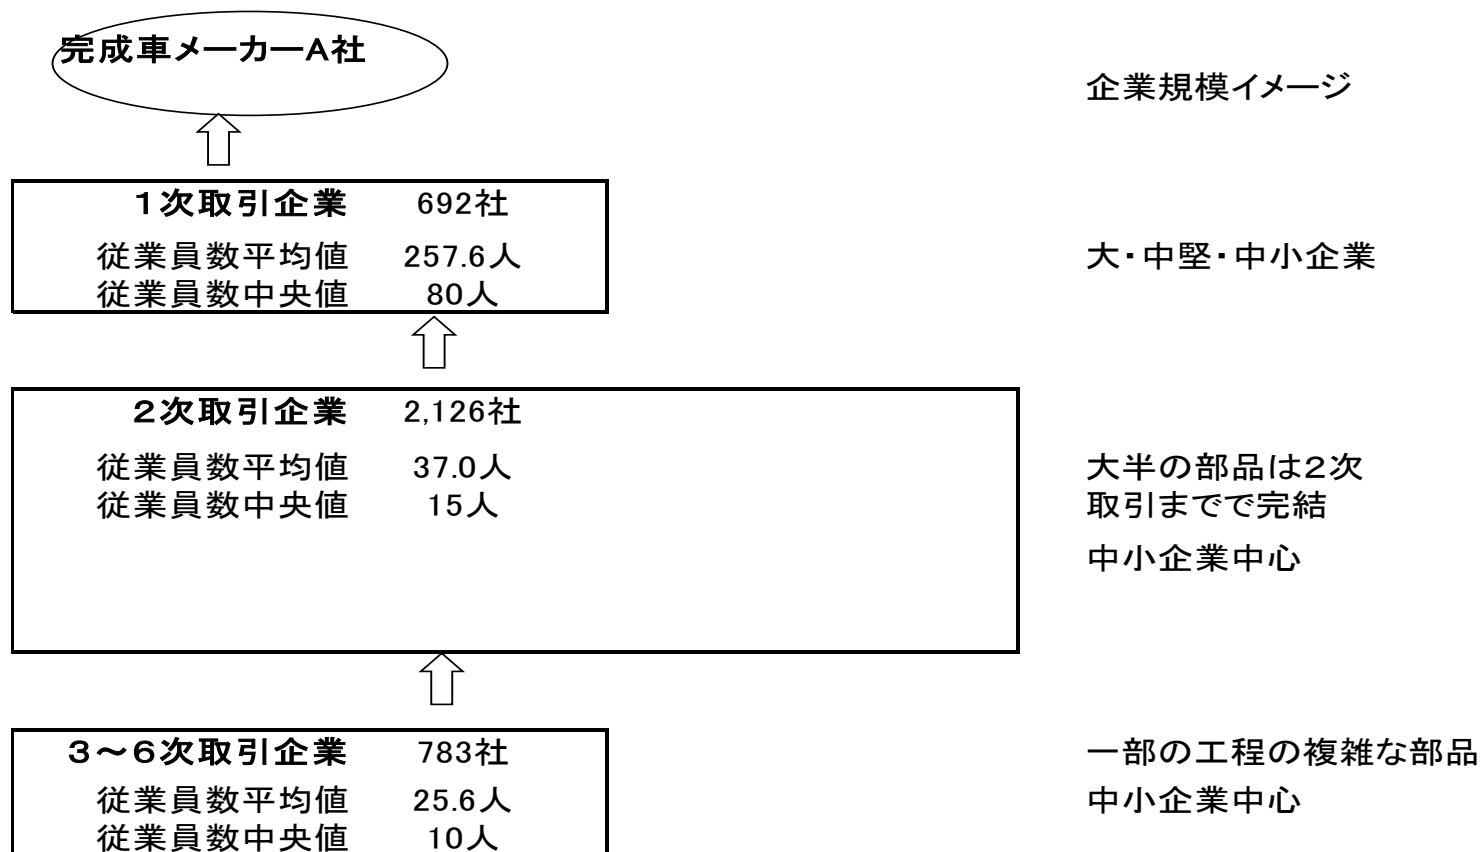 完成車メーカーA社
企業規模イメージ
１次取引企業 692社
従業員数平均値 257.6人
大・中堅・中小企業
従業員数中央値 80人
２次取引企業 2,126社
従業員数平均値 37.0人
大半の部品は２次
従業員数中央値 15人
取引までで完結
中小企業中心
３～６次取引企業 783社
一部の工程の複雑な部品
従業員数平均値 25.6人
中小企業中心
従業員数中央値 10人